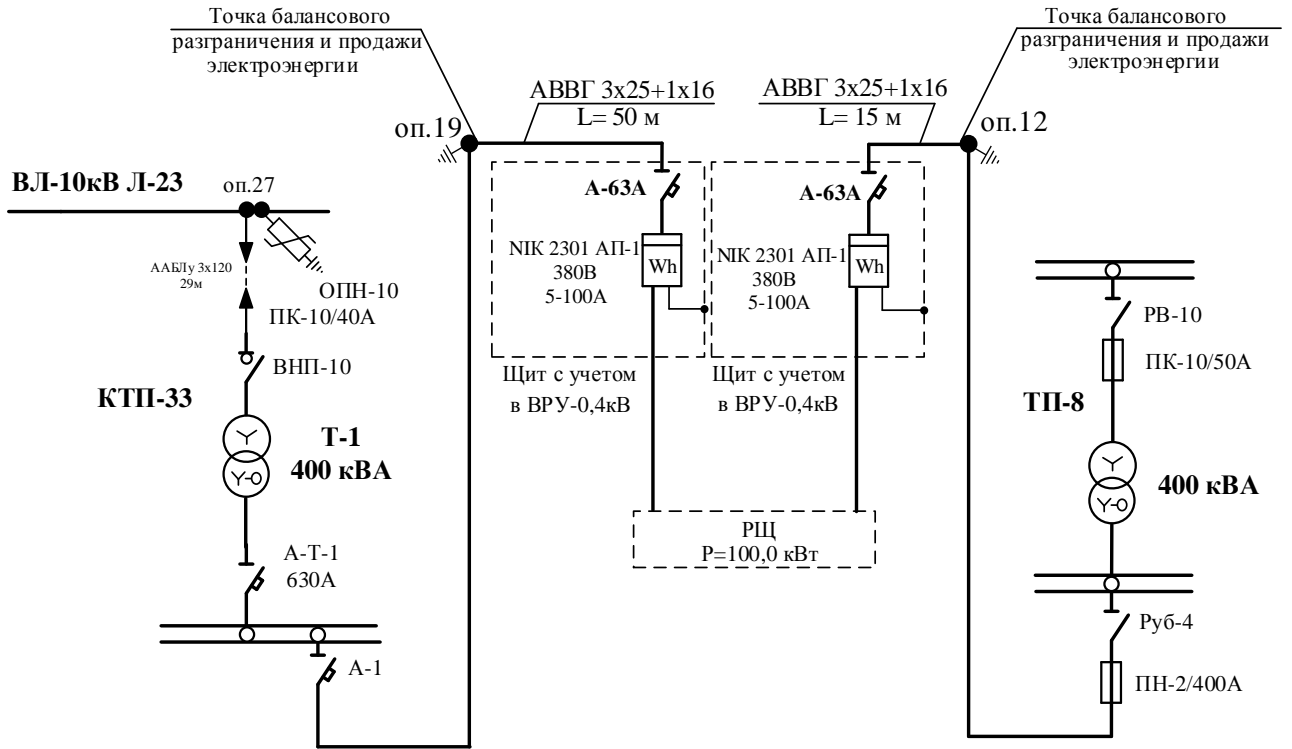 Точка балансового
разграничения и продажи
электроэнергии
Точка балансового
разграничения и продажи
электроэнергии
АВВГ 3х25+1х16
L= 50 м
АВВГ 3х25+1х16
L= 15 м
оп.19
оп.12
ВЛ-10кВ Л-23
оп.27
А-63А
А-63А
ААБЛу 3х120
29м
ОПН-10
ПК-10/40А
NIK 2301 АП-1
380В
5-100А
Wh
NIK 2301 АП-1
380В
5-100А
Wh
РВ-10
ПК-10/50А
ВНП-10
КТП-33
Щит с учетом
в ВРУ-0,4кВ
Щит с учетом
в ВРУ-0,4кВ
ТП-8
Т-1
400 кВА
400 кВА
РЩ
Р=100,0 кВт
А-Т-1
630А
Руб-4
А-1
ПН-2/400А